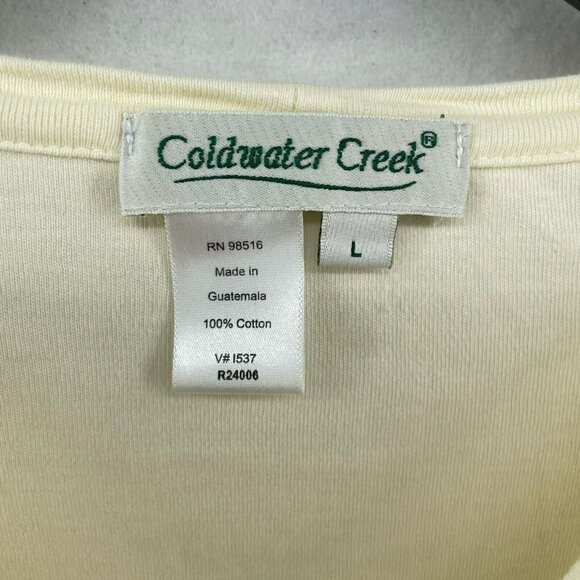 Coldwater Creek®
L
RN 98516
Made in
Guatemala
100% Cotton
V# I537
R24006